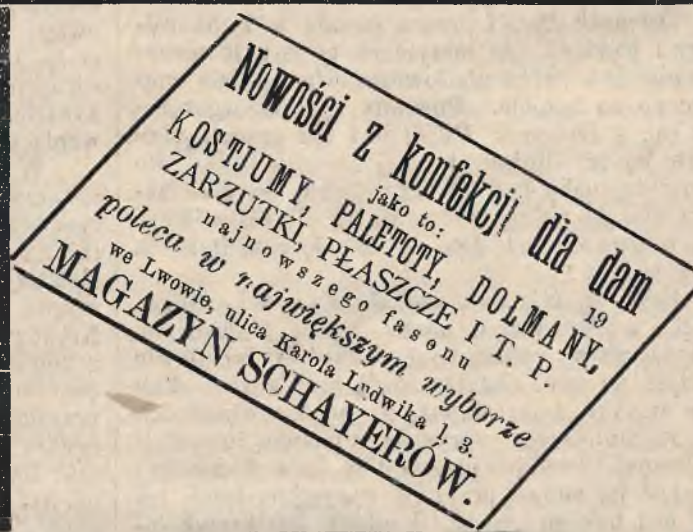 Nowości z konfekcji dla dam
jako to: 19
KOSTJUMY, PALETOTY, DOLMANY,
ZARZUTKI, PŁASZCZE I T. P.
najnowszego fasonu
poleca w największym wyborze
we Lwowie, ulica Karola Ludwika l. 3.
MAGAZYN SCHAYERÓW.